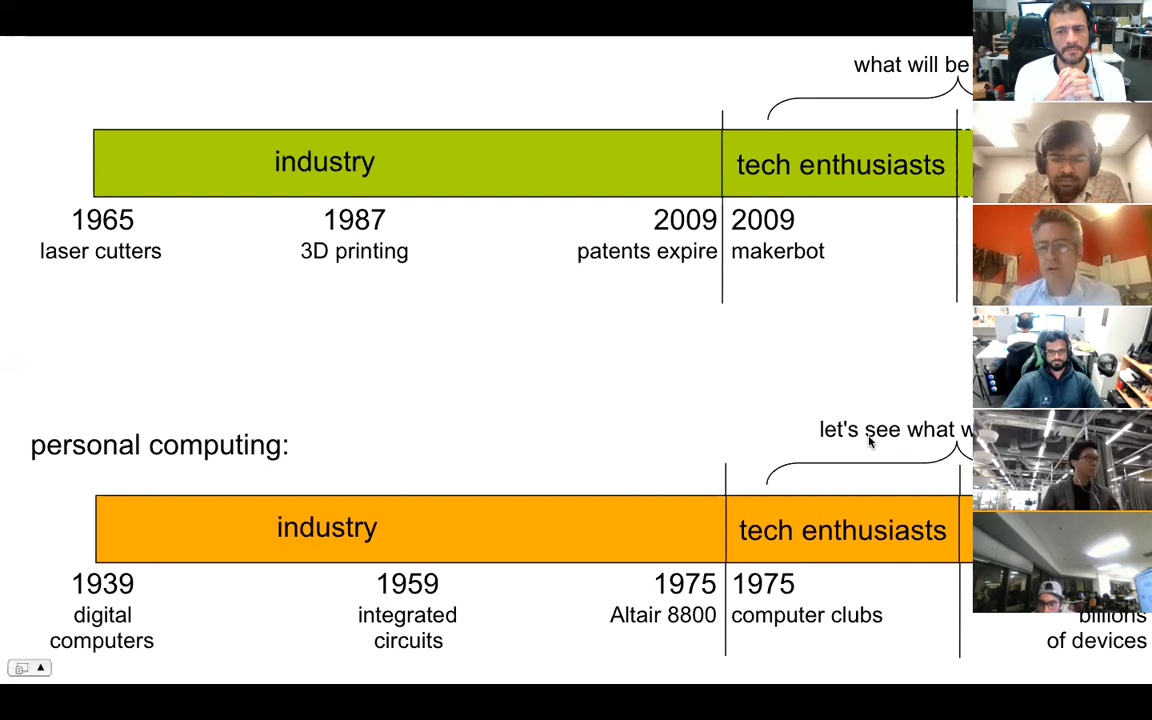 what will be
industry
tech enthusiasts
1965
1987
2009
2009
laser cutters
3D printing
patents expire
makerbot
let's see what w
personal computing:
industry
tech enthusiasts
1939
1959
1975
1975
digital
computers
integrated
circuits
Altair 8800
computer clubs
billions
of devices